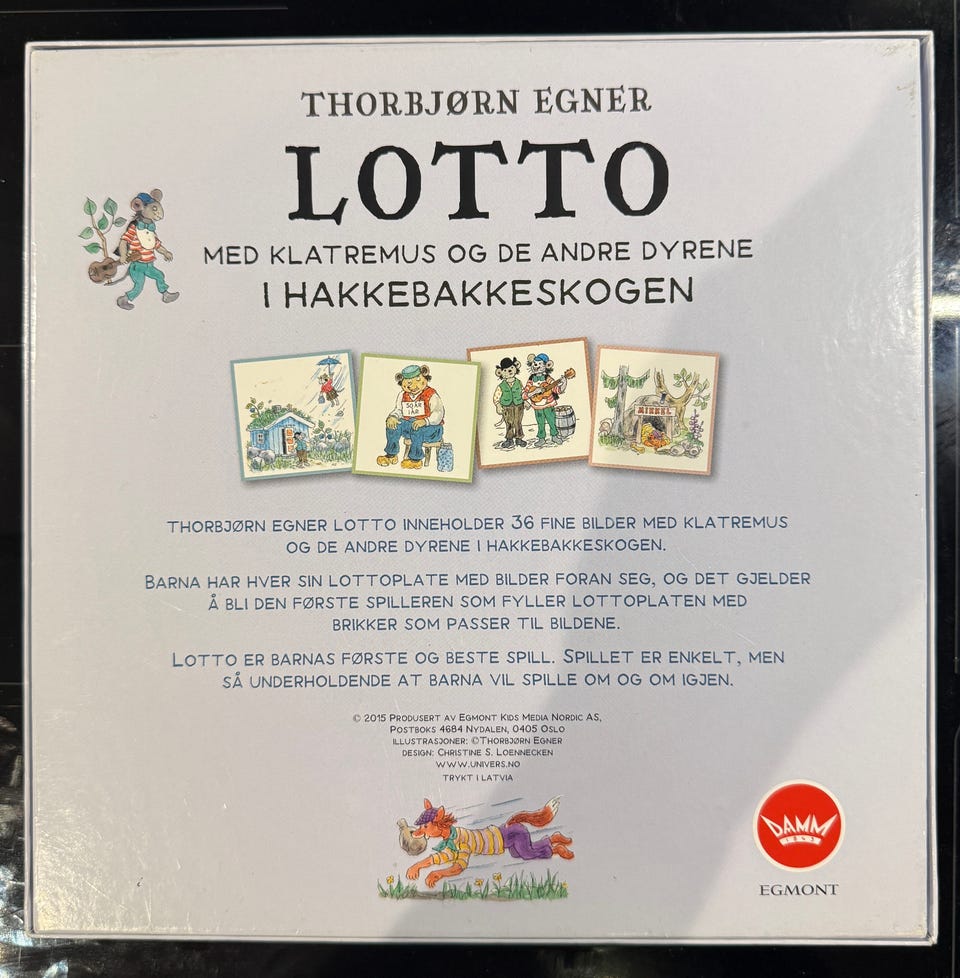 THORBJØRN EGNER
LOTTO
MED KLATREMUS OG DE ANDRE DYRENE
I HAKKEBAKKESKOGEN
50 ÅR
I ÅR
MIKKEL
THORBJØRN EGNER LOTTO INNEHOLDER 36 FINE BILDER MED KLATREMUS
OG DE ANDRE DYRENE I HAKKEBAKKESKOGEN.
BARNA HAR HVER SIN LOTTOPLATE MED BILDER FORAN SEG, OG DET GJELDER
Å BLI DEN FØRSTE SPILLEREN SOM FYLLER LOTTOPLATEN MED
BRIKKER SOM PASSER TIL BILDENE.
LOTTO ER BARNAS FØRSTE OG BESTE SPILL. SPILLET ER ENKELT, MEN
SÅ UNDERHOLDENDE AT BARNA VIL SPILLE OM OG OM IGJEN.
© 2015 PRODUSERT AV EGMONT KIDS MEDIA NORDIC AS,
POSTBOKS 4684 NYDALEN, 0405 OSLO
ILLUSTRASJONER: ©THORBJØRN EGNER
DESIGN: CHRISTINE S. LOENNECKEN
WWW.UNIVERS.NO
TRYKT I LATVIA
DAMM
1843
EGMONT